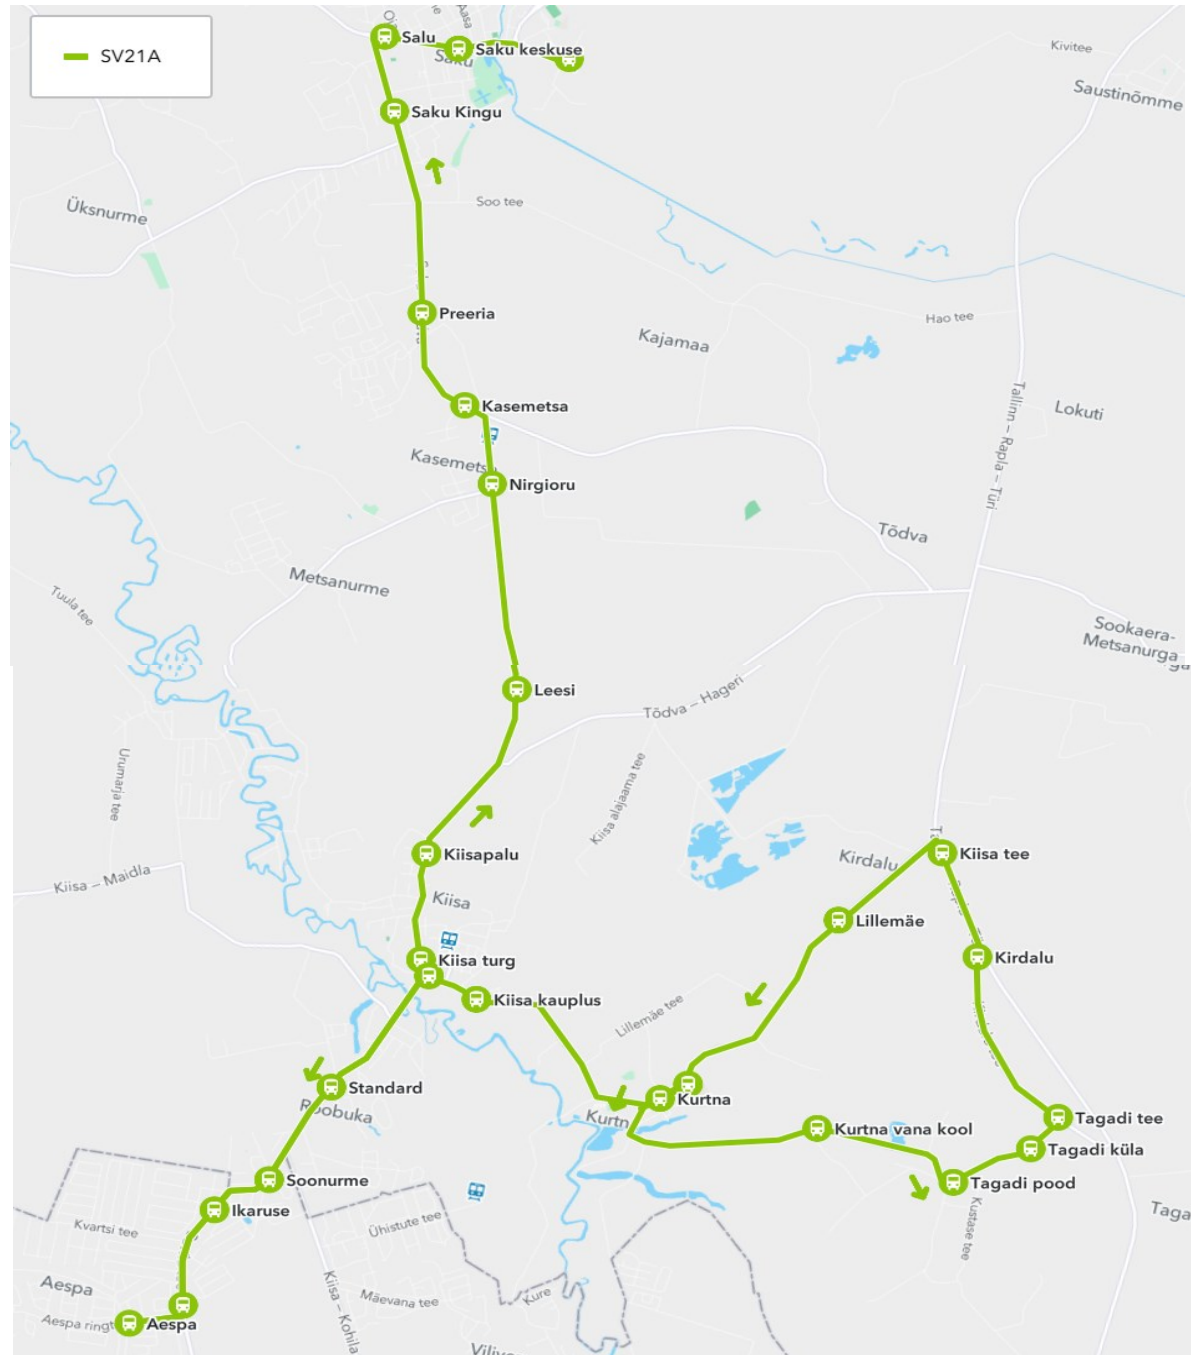 SV21A
Aasa
Salu
Saku keskuse
Saku
Kivitee
Saustinõmme
Saku Kingu
Soo tee
Üksnurme
Hao tee
Preeria
Kajamaa
Kasemetsa
Lokuti
Tallinn – Rapla – Türi
Kasemetsa
Nirgioru
Tõdva
Metsanurme
Tuula tee
Sookaera-
Metsanurga
Leesi
Tõdva – Hageri
Urumarja tee
Kiisa alajaama tee
Kiisapalu
Kirdalu
Kiisa tee
Kiisa – Maidla
Kiisa
Lillemäe
Kiisa turg
Kirdalu
Kiisa kauplus
Lillemäe tee
Standard
Roobuka
Kurtna
Kurtn
Tagadi tee
Kurtna vana kool
Tagadi küla
Soonurme
Tagadi pood
Ikaruse
Kvartsi tee
Ühistute tee
Kustase tee
Taga
Aespa
Kiisa – Kohila
Mäevana tee
Kure
Aespa ringt
Aespa